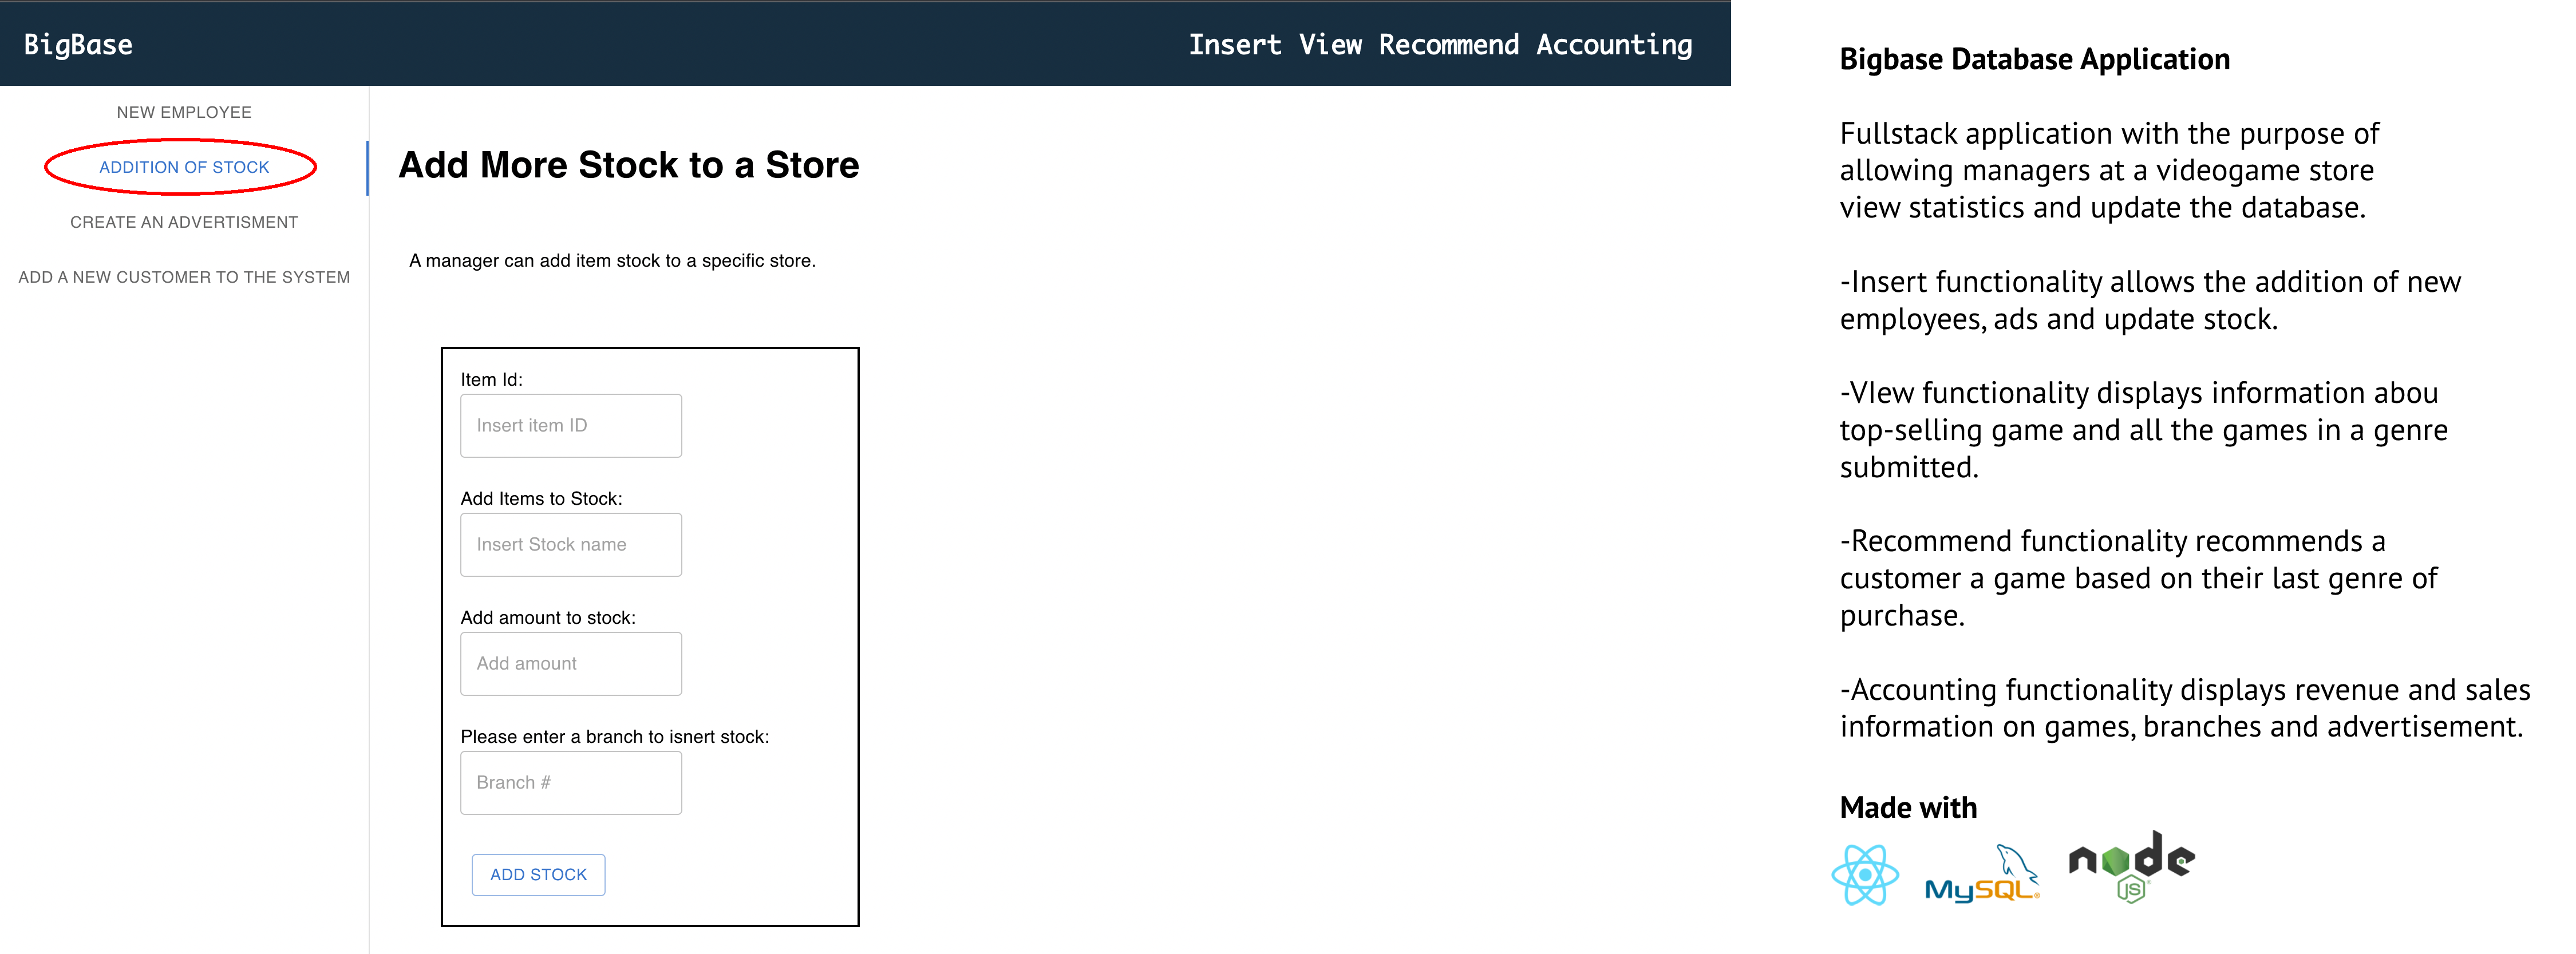 BigBase
Insert View Recommend Accounting
NEW EMPLOYEE
ADDITION OF STOCK
CREATE AN ADVERTISMENT
ADD A NEW CUSTOMER TO THE SYSTEM
Add More Stock to a Store
A manager can add item stock to a specific store.
Item Id:
Insert item ID
Add Items to Stock:
Insert Stock name
Add amount to stock:
Add amount
Please enter a branch to isnert stock:
Branch #
ADD STOCK
Bigbase Database Application
Fullstack application with the purpose of
allowing managers at a videogame store
view statistics and update the database.
-Insert functionality allows the addition of new
employees, ads and update stock.
-VIew functionality displays information abou
top-selling game and all the games in a genre
submitted.
-Recommend functionality recommends a
customer a game based on their last genre of
purchase.
-Accounting functionality displays revenue and sales
information on games, branches and advertisement.
Made with
MySQL
node
JS